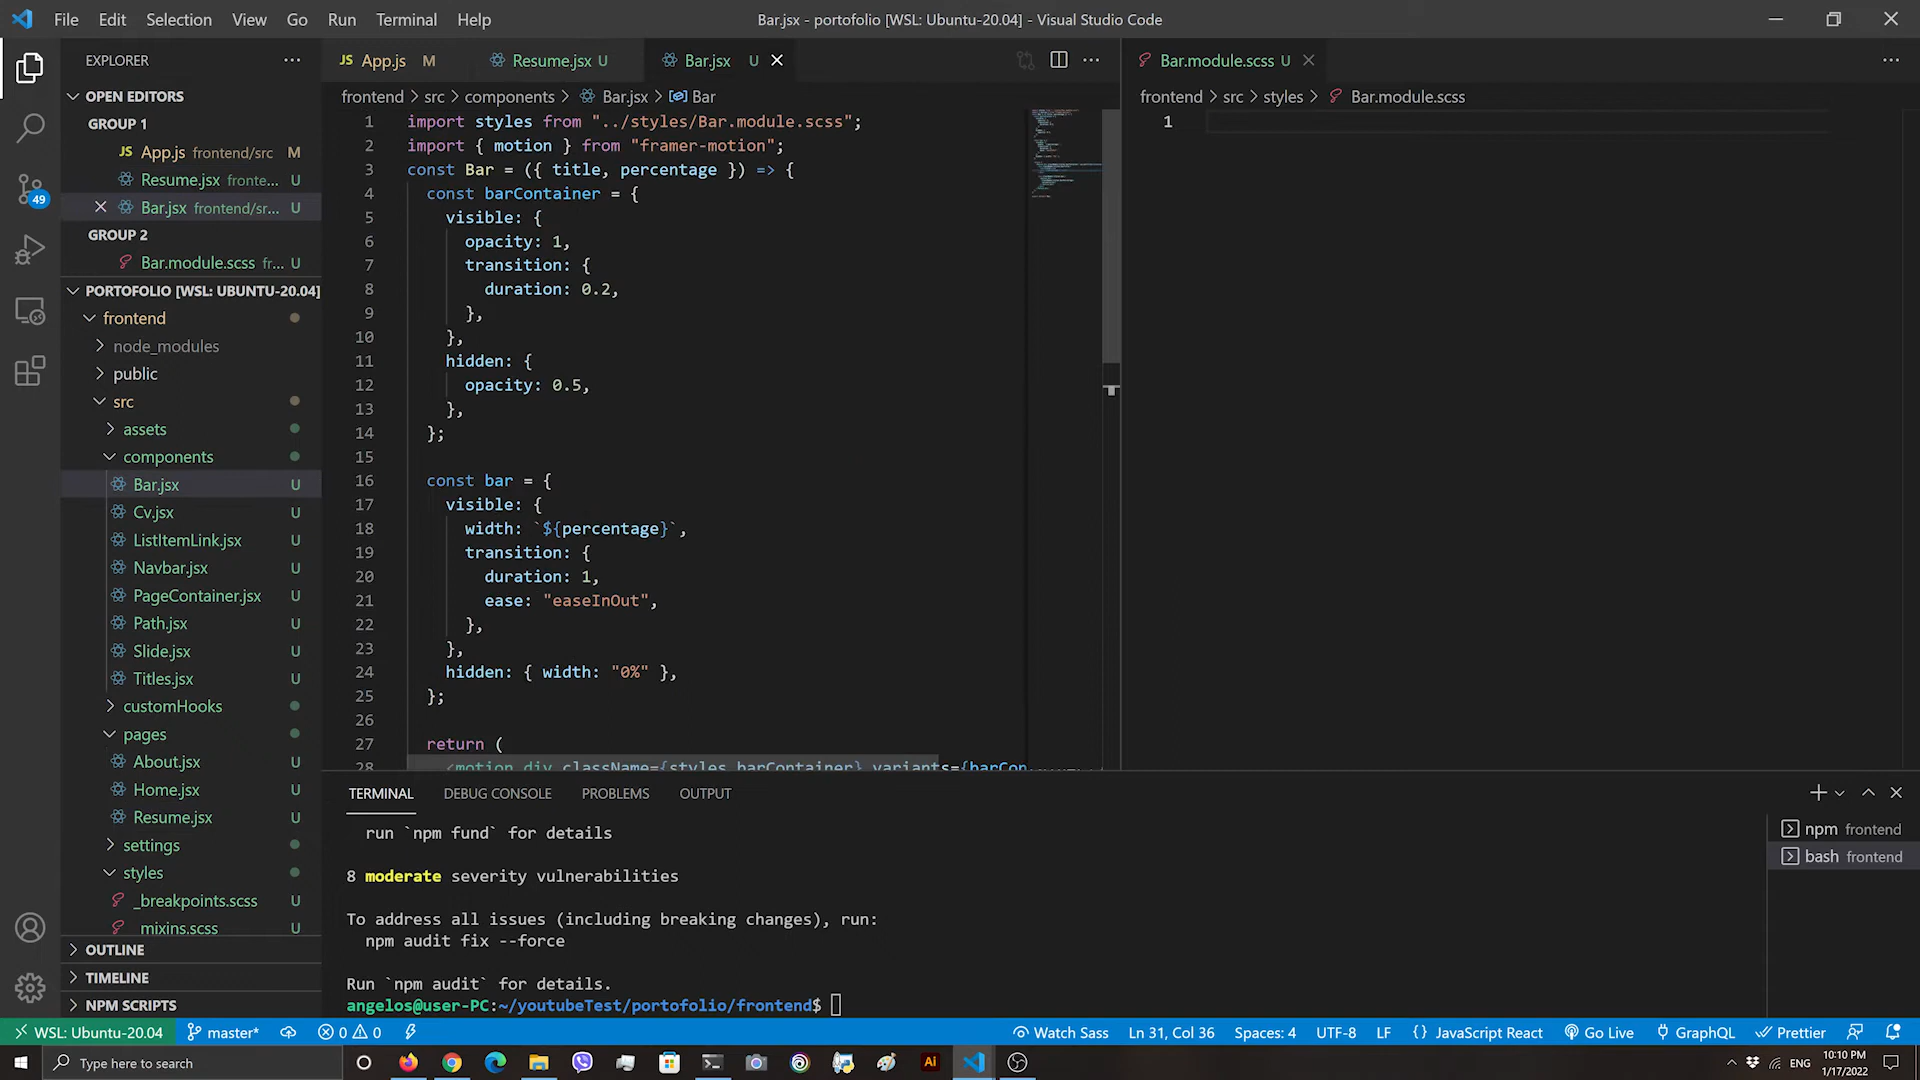 File Edit Selection View Go Run Terminal Help
Bar.jsx - portofolio [WSL: Ubuntu-20.04] - Visual Studio Code
EXPLORER
OPEN EDITORS
GROUP 1
JS App.js frontend/src M
Resume.jsx fronte... U
Bar.jsx frontend/sr... U
GROUP 2
Bar.module.scss fr... U
PORTOFOLIO [WSL: UBUNTU-20.04]
frontend
node_modules
public
src
assets
components
Bar.jsx U
Cv.jsx U
ListItemLink.jsx U
Navbar.jsx U
PageContainer.jsx U
Path.jsx U
Slide.jsx U
Titles.jsx U
customHooks
pages
About.jsx U
Home.jsx U
Resume.jsx U
settings
styles
_breakpoints.scss U
_mixins.scss U
OUTLINE
TIMELINE
NPM SCRIPTS
49
JS App.js M
Resume.jsx U
Bar.jsx U
frontend > src > components > Bar.jsx > Bar
1 import styles from "../styles/Bar.module.scss";
2 import { motion } from "framer-motion";
3 const Bar = ({ title, percentage }) => {
4 const barContainer = {
5 visible: {
6 opacity: 1,
7 transition: {
8 duration: 0.2,
9 },
10 },
11 hidden: {
12 opacity: 0.5,
13 },
14 };
15
16 const bar = {
17 visible: {
18 width: `${percentage}`,
19 transition: {
20 duration: 1,
21 ease: "easeInOut",
22 },
23 },
24 hidden: { width: "0%" },
25 };
26
27 return (
28 <motion.div className={styles.barContainer} variants={barCon
Bar.module.scss U
frontend > src > styles > Bar.module.scss
1
TERMINAL DEBUG CONSOLE PROBLEMS OUTPUT
run `npm fund` for details
8 moderate severity vulnerabilities
To address all issues (including breaking changes), run:
npm audit fix --force
Run `npm audit` for details.
angelos@user-PC:~/youtubeTest/portofolio/frontend$
npm frontend
bash frontend
WSL: Ubuntu-20.04 master* 0 0
Watch Sass Ln 31, Col 36 Spaces: 4 UTF-8 LF {} JavaScript React Go Live GraphQL Prettier
Type here to search
Ai
ENG
10:10 PM
1/17/2022